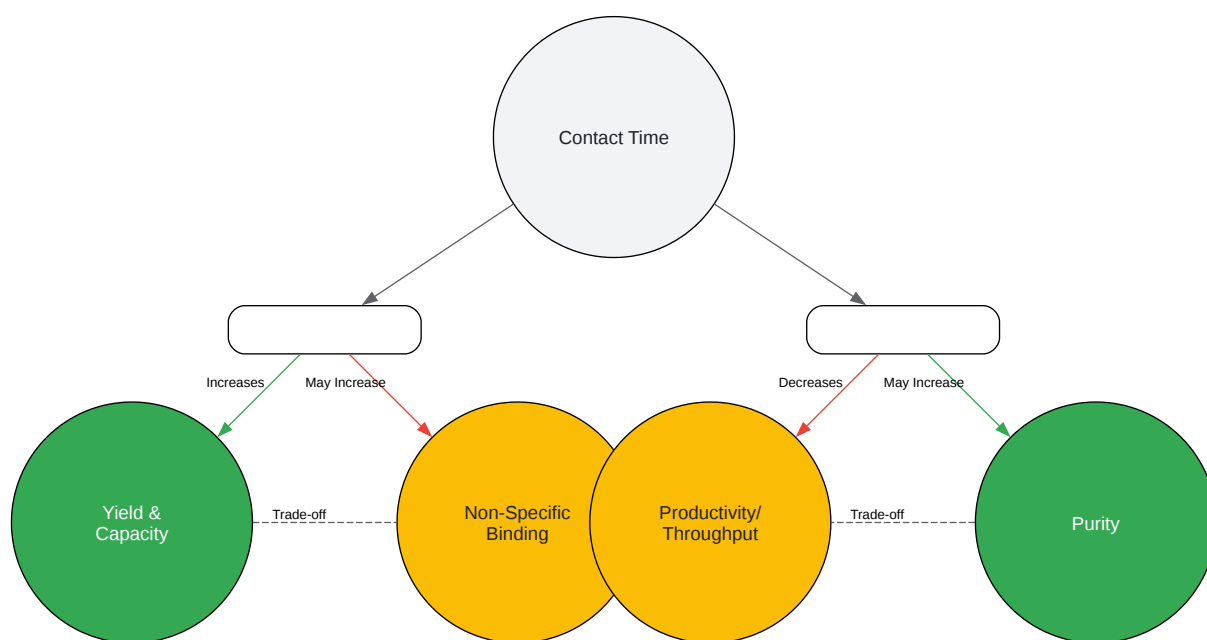 Contact Time
Increases
May Increase
Decreases
May Increase
Yield &
Capacity
Trade-off
Non-Specific
Binding
Productivity/
Throughput
Trade-off
Purity